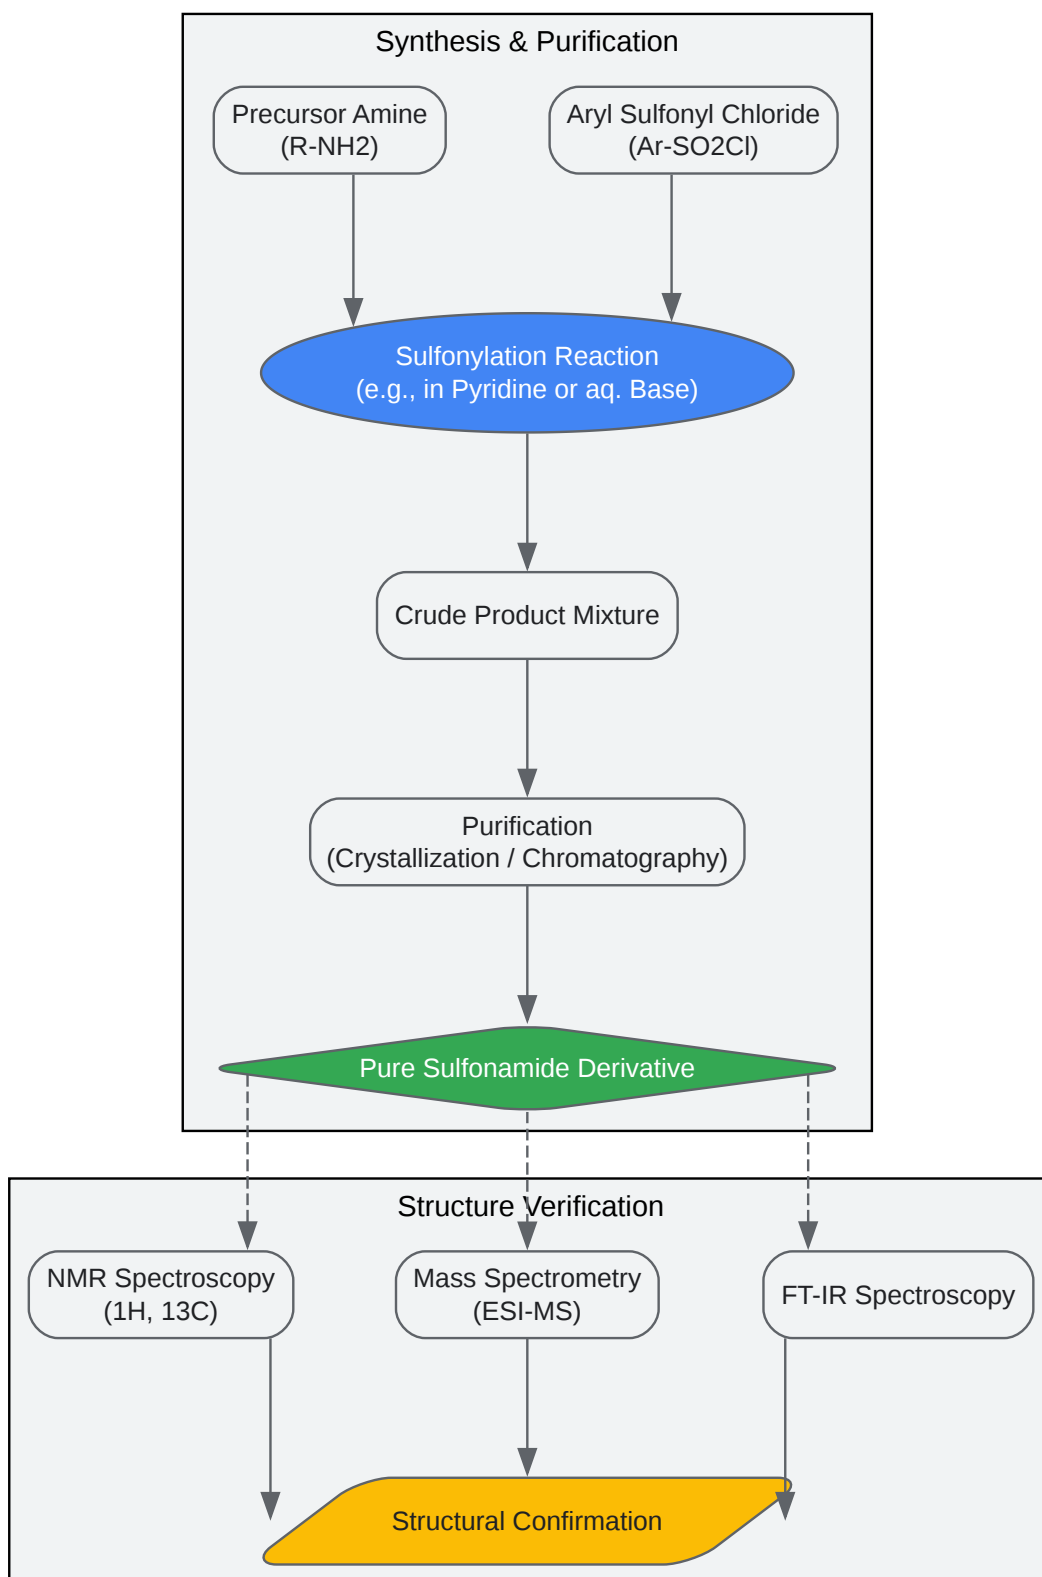 Synthesis & Purification
Precursor Amine
(R-NH2)
Aryl Sulfonyl Chloride
(Ar-SO2Cl)
Sulfonylation Reaction
(e.g., in Pyridine or aq. Base)
Crude Product Mixture
Purification
(Crystallization / Chromatography)
Pure Sulfonamide Derivative
Structure Verification
NMR Spectroscopy
(1H, 13C)
Mass Spectrometry
(ESI-MS)
FT-IR Spectroscopy
Structural Confirmation